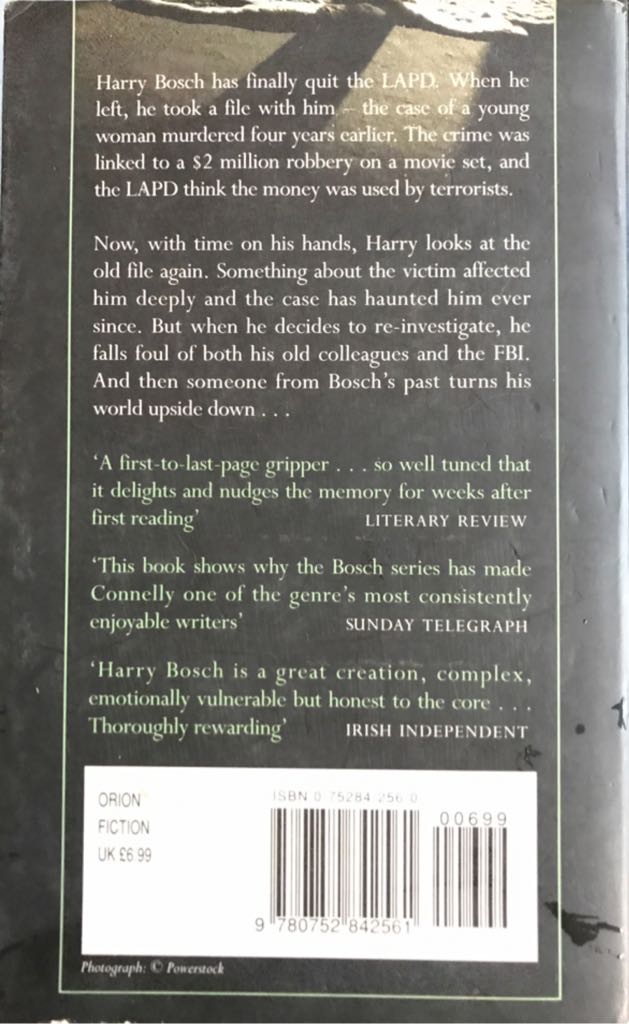 Harry Bosch has finally quit the LAPD. When he
left, he took a file with him – the case of a young
woman murdered four years earlier. The crime was
linked to a $2 million robbery on a movie set, and
the LAPD think the money was used by terrorists.
Now, with time on his hands, Harry looks at the
old file again. Something about the victim affected
him deeply and the case has haunted him ever
since. But when he decides to re-investigate, he
falls foul of both his old colleagues and the FBI.
And then someone from Bosch's past turns his
world upside down . . .
'A first-to-last-page gripper . . . so well tuned that
it delights and nudges the memory for weeks after
first reading' LITERARY REVIEW
'This book shows why the Bosch series has made
Connelly one of the genre's most consistently
enjoyable writers' SUNDAY TELEGRAPH
'Harry Bosch is a great creation, complex,
emotionally vulnerable but honest to the core . . .
Thoroughly rewarding' IRISH INDEPENDENT
ORION
FICTION
UK £6.99
ISBN 0 75284 256 0
00699
9 780752 842561
Photograph: © Powerstock